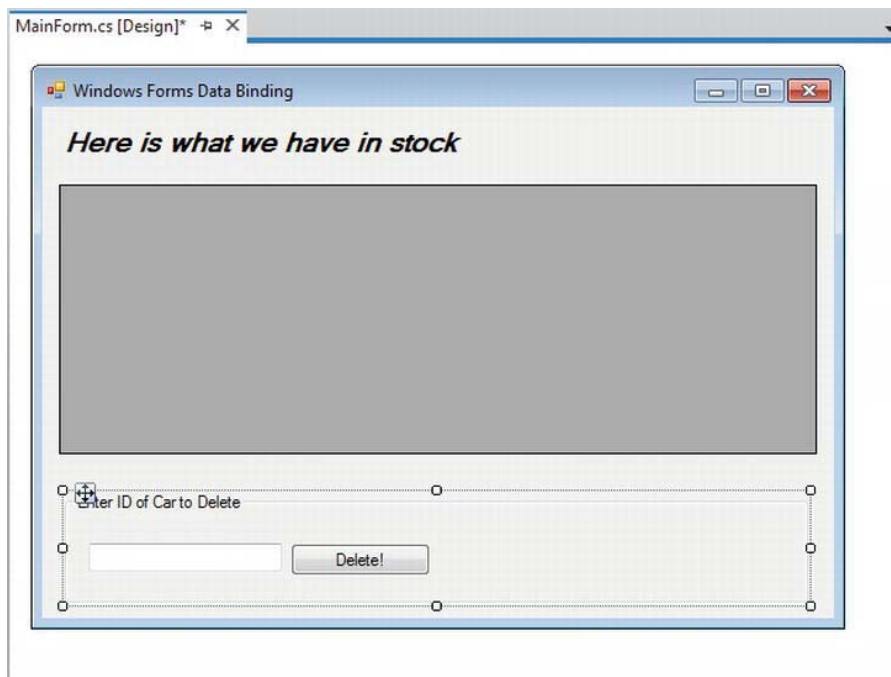 MainForm.cs [Design]*
Windows Forms Data Binding
Here is what we have in stock
Enter ID of Car to Delete
Delete!